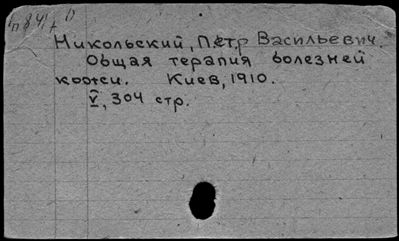 Никольский, Петр Васильевич.
Общая терапия болезней
кожи. Киев, 1910.
V, 304 стр.